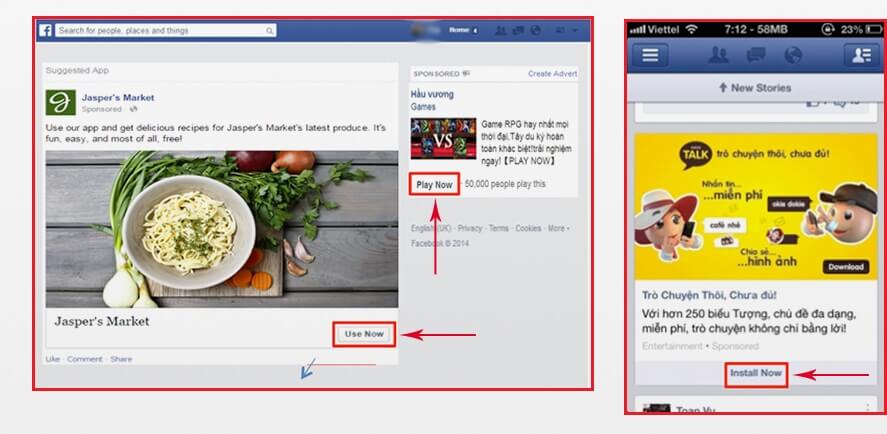 Search for people, places and things
Home 4
Suggested App
Jasper's Market
Sponsored
Use our app and get delicious recipes for Jasper's Market's latest produce. It's
fun, easy, and most of all, free!
Jasper's Market
Use Now
Like · Comment · Share
SPONSORED
Create Advert
Hầu vương
Games
VS
Game RPG hay nhất mọi
thời đại,Tây du ký hoàn
toàn khác biệt!trải nghiệm
ngay!【PLAY NOW】
Play Now · 50,000 people play this
English (UK) · Privacy · Terms · Cookies · More
Facebook © 2014
Viettel 7:12 - 58MB 23%
New Stories
TALK trò chuyện thôi, chưa đủ!
Nhắn tin...
...miễn phí
okie dokie
café nhé
Chia sẻ...
...hình ảnh
Download
Trò Chuyện Thôi, Chưa đủ!
Với hơn 250 biểu Tượng, chủ đề đa dạng,
miễn phí, trò chuyện không chỉ bằng lời!
Entertainment • Sponsored
Install Now
Toan Vu